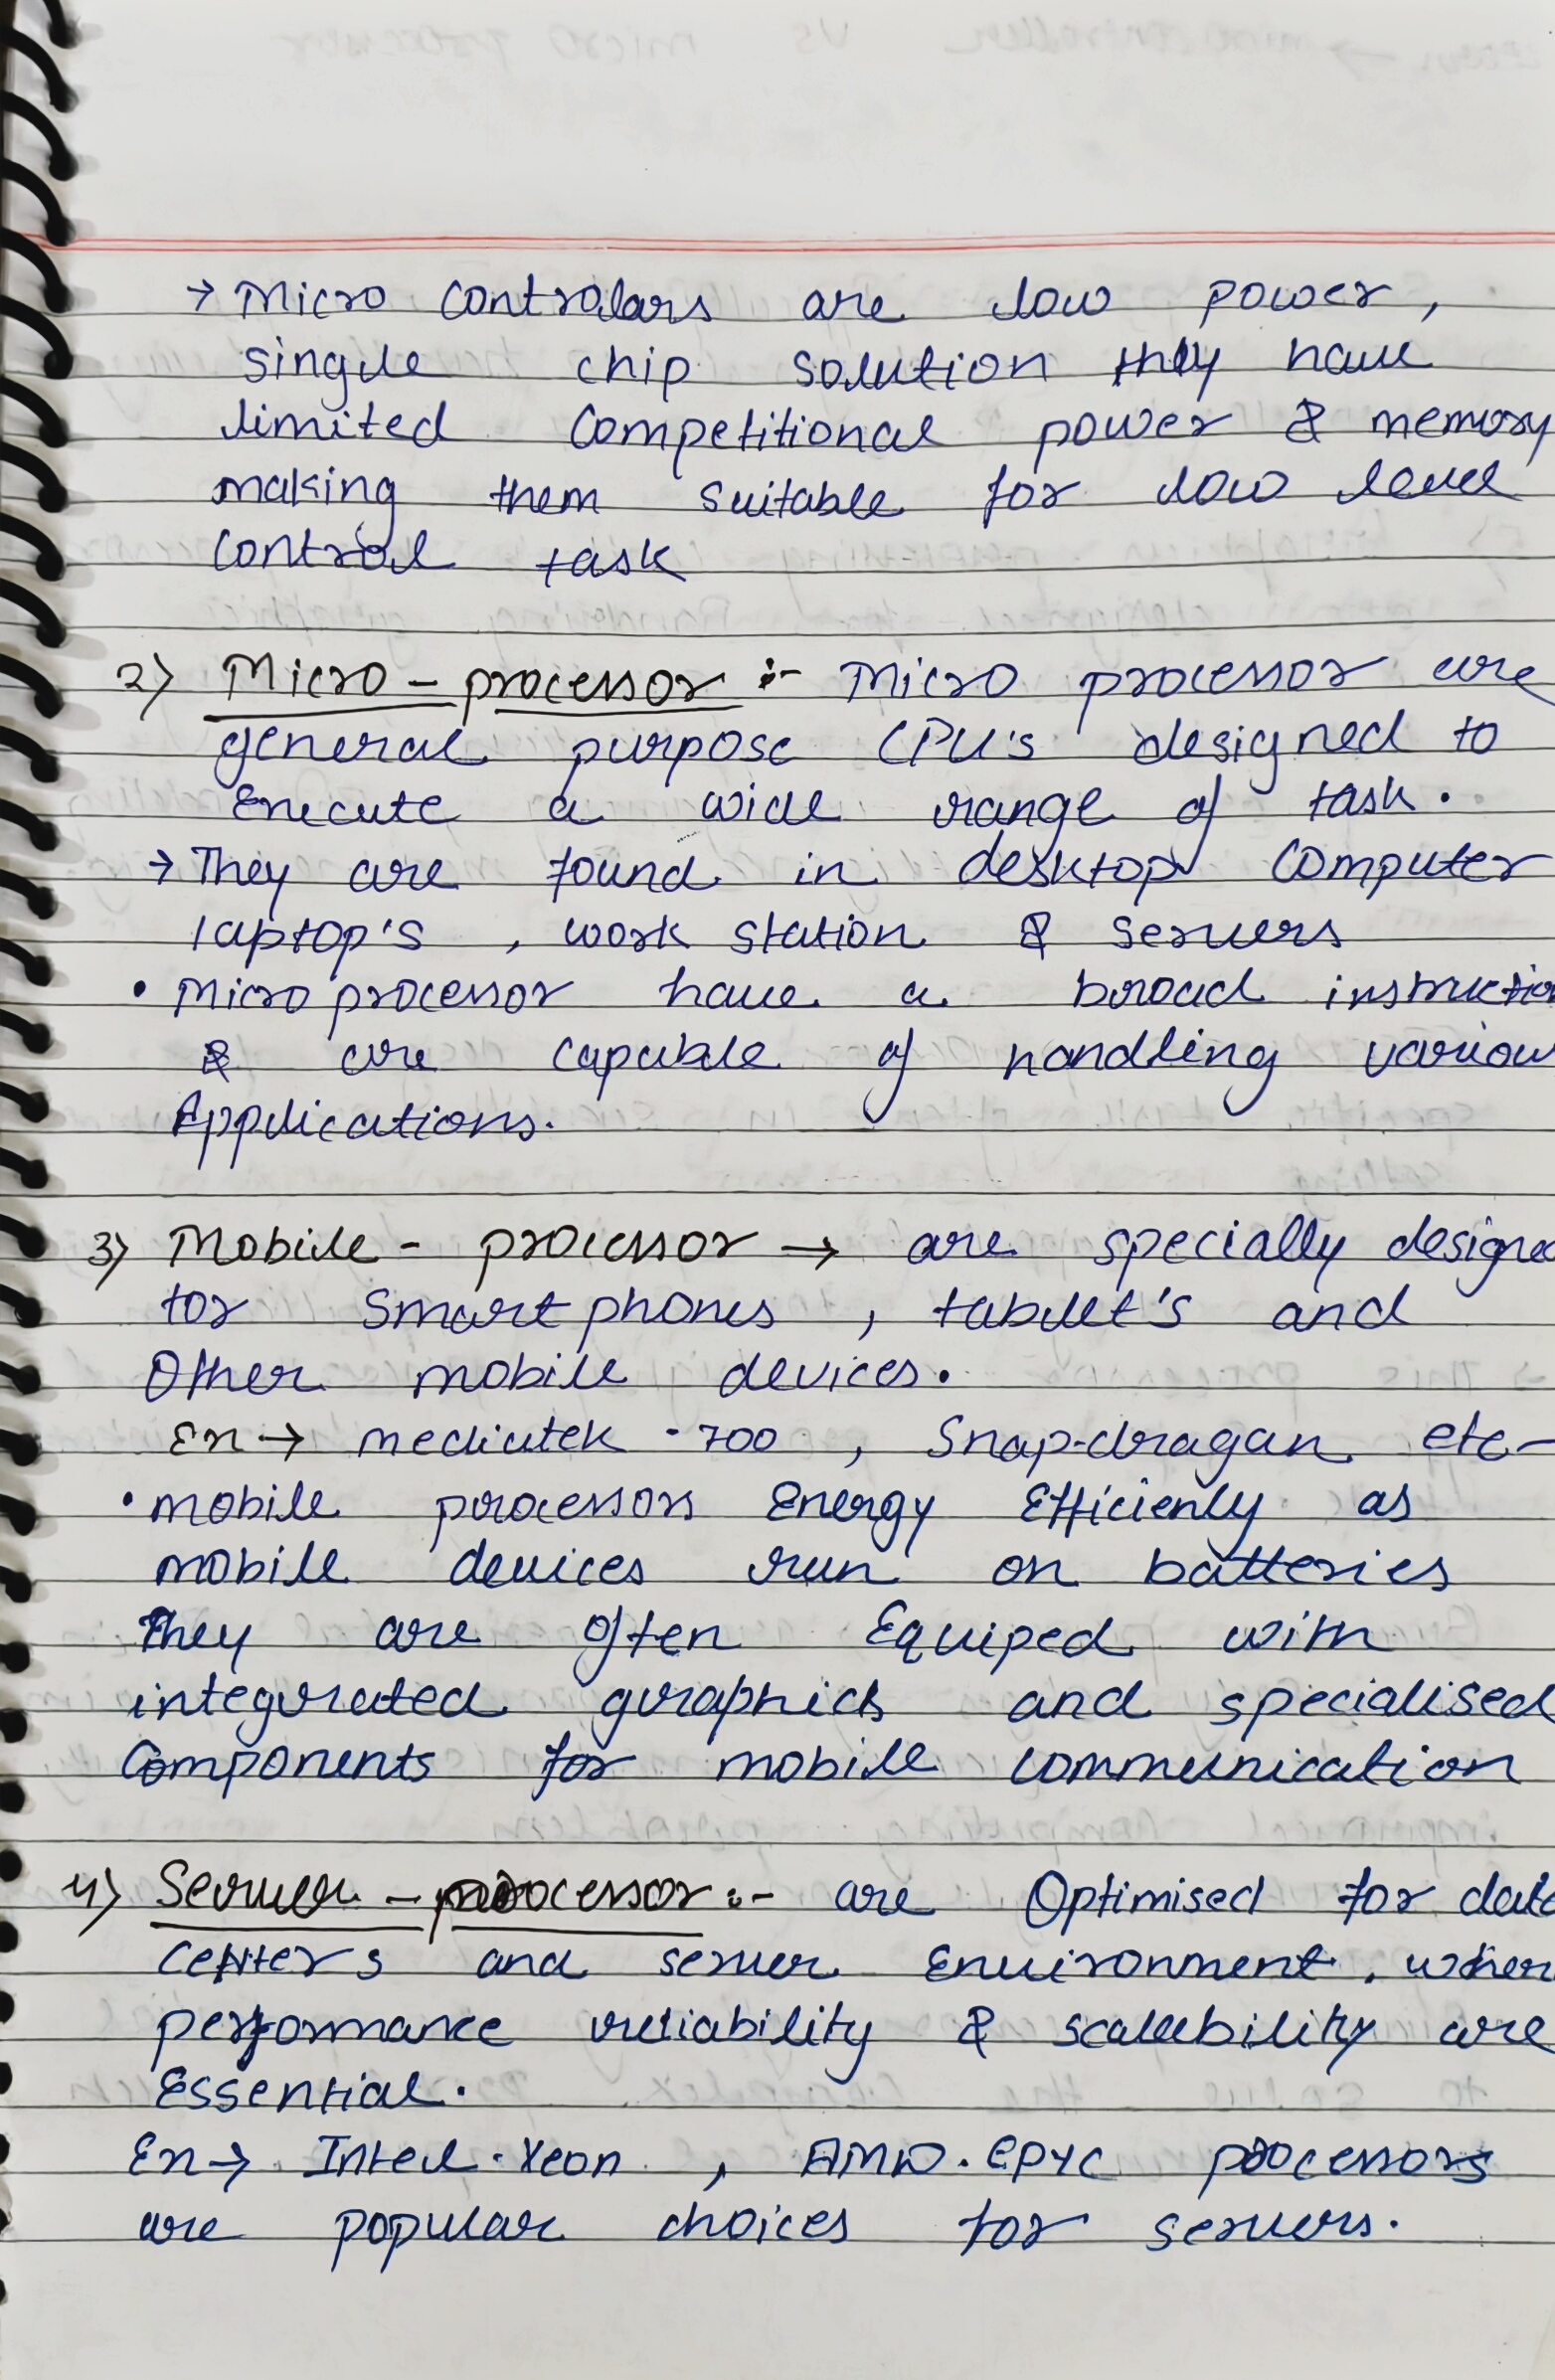 → Micro Controlars are low power,
single chip solution they have
limited Competitional power & memory
making them suitable for low level
Control task
2) Micro - processor :- Micro processor are
general purpose CPU's designed to
Execute a wide range of task.
→ They are found in desktop Computer
laptop's , work station & servers
• Micro processor have a broad instruction
& are capable of handling various
Applications.
3) Mobile - processor → are specially designed
for Smart phones , tablet's and
Other mobile devices.
Ex → mediatek - 700 , Snap-dragan etc -
• mobile processors Energy Efficienly as
mobile devices run on batteries
They are often Equiped with
integrated graphics and specialised
Components for mobile communication
4) Server - processor :- are Optimised for data
centers and server Environment , where
performance reliability & scalebility are
Essential.
Ex → Intel - Xeon , AMD . EPYC processors
are popular choices for servers.